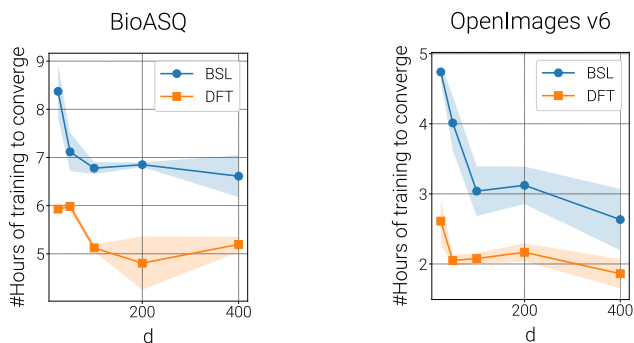 BioASQ
#Hours of training to converge
9
8
7
6
5
BSL
DFT
200
400
d
OpenImages v6
#Hours of training to converge
5
4
3
2
BSL
DFT
200
400
d